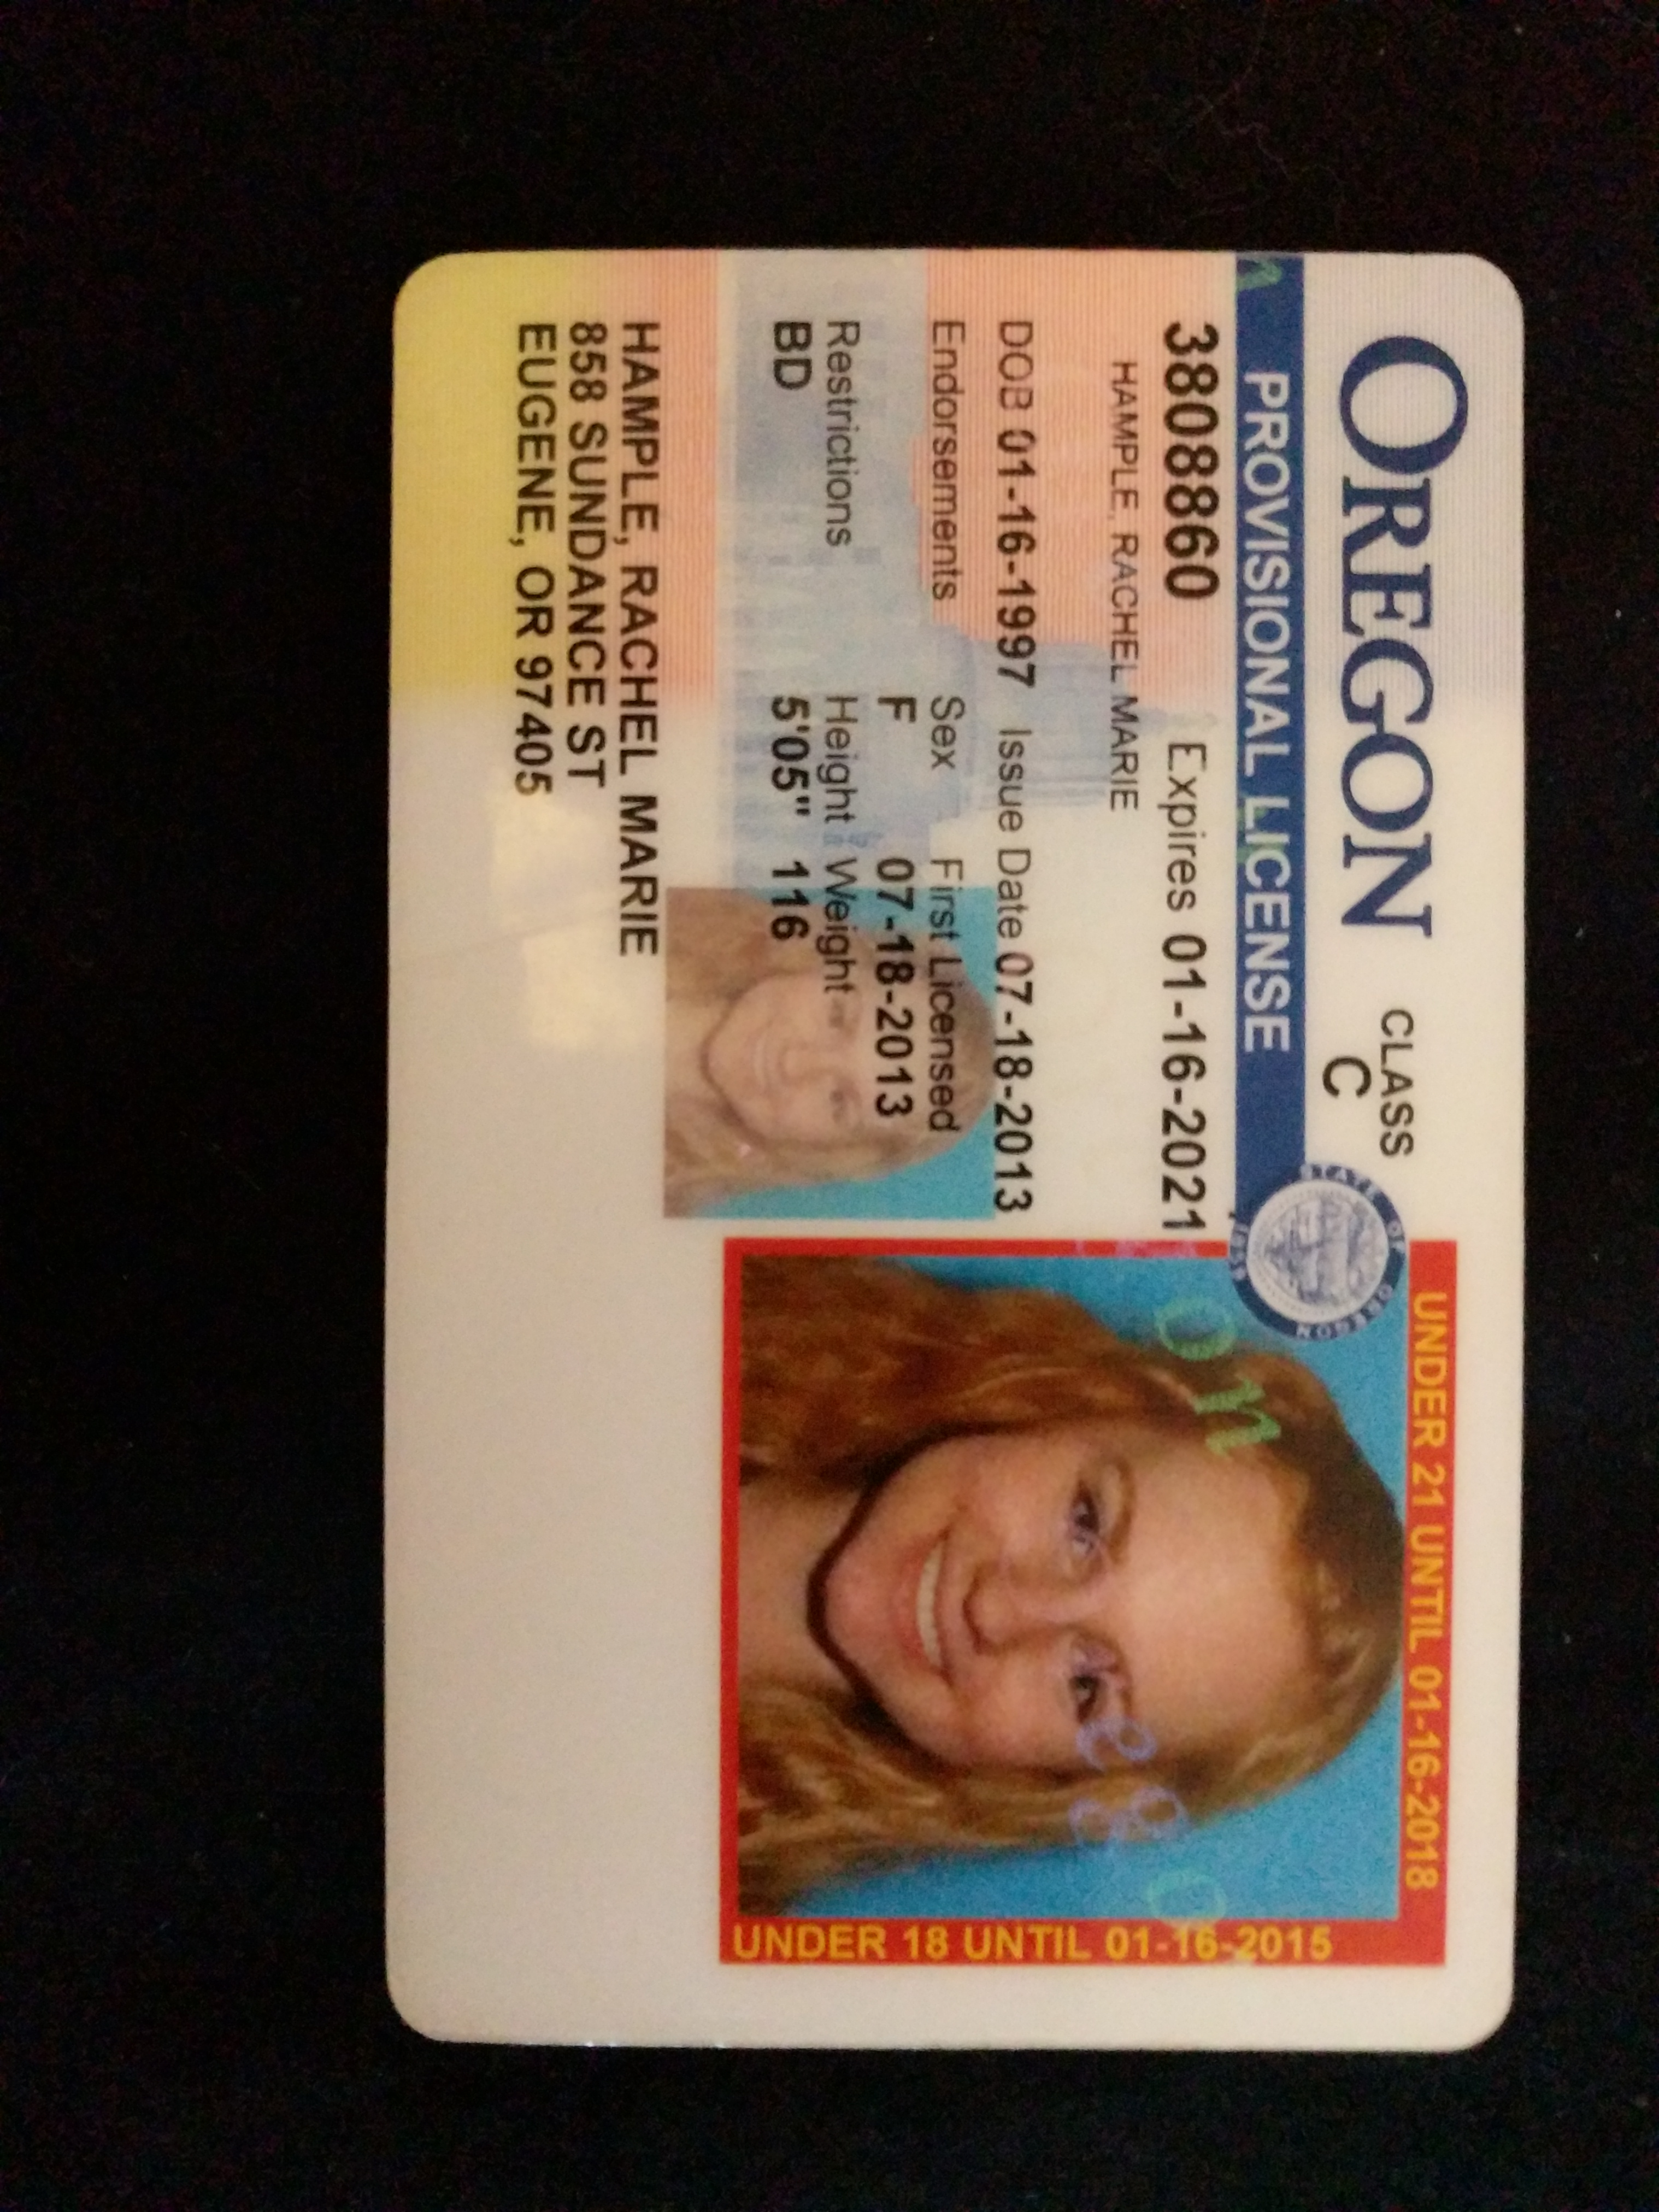 OREGON CLASS
C
PROVISIONAL LICENSE
STATE OF OREGON
1859
3808860 Expires 01-16-2021
HAMPLE, RACHEL MARIE
DOB 01-16-1997 Issue Date 07-18-2013
Endorsements Sex First Licensed
F 07-18-2013
Restrictions Height Weight
BD 5'05" 116
HAMPLE, RACHEL MARIE
858 SUNDANCE ST
EUGENE, OR 97405
UNDER 21 UNTIL 01-16-2018
UNDER 18 UNTIL 01-16-2015